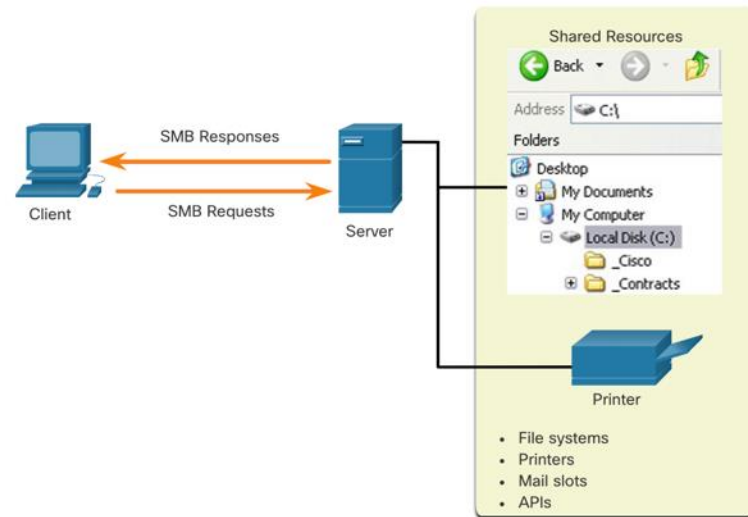 SMB Responses
SMB Requests
Client
Server
Shared Resources
Back
Address C:\
Folders
Desktop
My Documents
My Computer
Local Disk (C:)
_Cisco
_Contracts
Printer
• File systems
• Printers
• Mail slots
• APIs